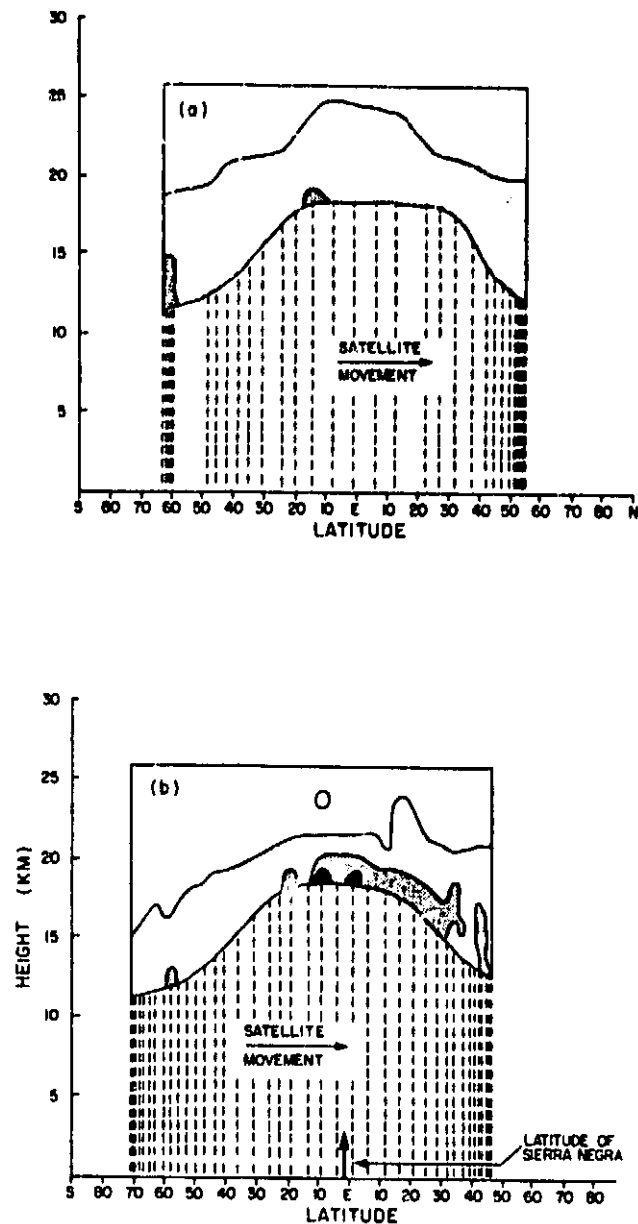 30
25
(a)
20
15
10
SATELLITE
MOVEMENT
5
S 80 70 60 50 40 30 20 10 E 10 20 30 40 50 60 70 80 N
LATITUDE
30
25
(b)
20
HEIGHT (KM)
15
10
SATELLITE
MOVEMENT
5
LATITUDE OF
SIERRA NEGRA
S 80 70 60 50 40 30 20 10 E 10 20 30 40 50 60 70 80 N
LATITUDE